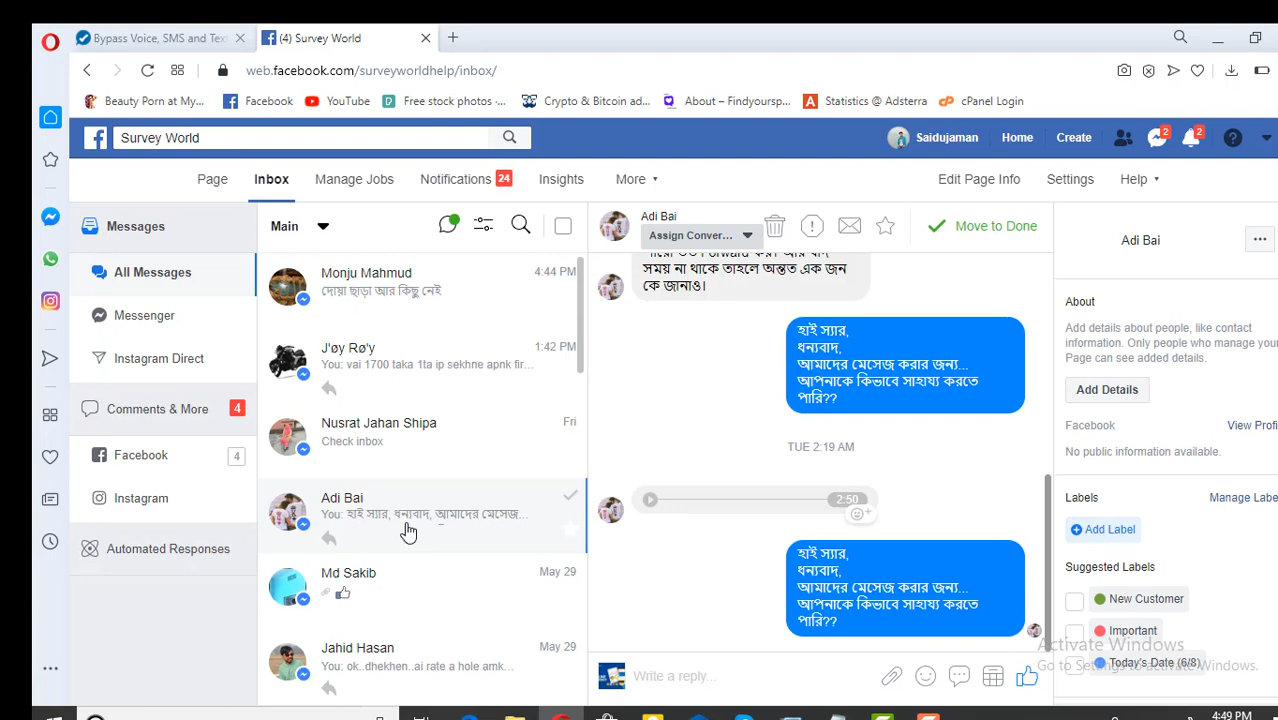 Bypass Voice, SMS and Tex
(4) Survey World
web.facebook.com/surveyworldhelp/inbox/
Beauty Porn at My...
Facebook
YouTube
Free stock photos -...
Crypto & Bitcoin ad...
About – Findyoursp...
Statistics @ Adsterra
cPanel Login
Survey World
Saidujaman
Home
Create
2
2
Page
Inbox
Manage Jobs
Notifications 24
Insights
More
Edit Page Info
Settings
Help
Messages
All Messages
Messenger
Instagram Direct
Comments & More 4
Facebook 4
Instagram
Automated Responses
Main
Monju Mahmud 4:44 PM
দোয়া ছাড়া আর কিছু নেই
J'øy Rø'y 1:42 PM
You: vai 1700 taka 1ta ip sekhne apnk fir...
Nusrat Jahan Shipa Fri
Check inbox
Adi Bai
You: হাই স্যার, ধন্যবাদ, আমাদের মেসেজ...
Md Sakib May 29
Jahid Hasan May 29
You: ok..dhekhen..ai rate a hole amk...
Adi Bai
Assign Conver...
Move to Done
সময় না থাকে তাহলে অন্তত এক জন
কে জানাও।
হাই স্যার,
ধন্যবাদ,
আমাদের মেসেজ করার জন্য...
আপনাকে কিভাবে সাহায্য করতে
পারি??
TUE 2:19 AM
2:50
হাই স্যার,
ধন্যবাদ,
আমাদের মেসেজ করার জন্য...
আপনাকে কিভাবে সাহায্য করতে
পারি??
Write a reply...
Adi Bai
About
Add details about people, like contact
information. Only people who manage your
Page can see added details.
Add Details
Facebook View Profi
No public information available.
Labels Manage Labe
Add Label
Suggested Labels
New Customer
Important
Today's Date (6/8)
Activate Windows
Go to Settings to activate Windows.
4:49 PM